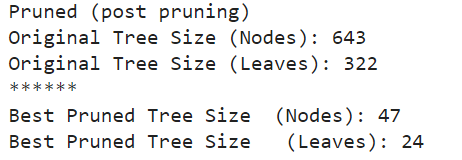 Pruned (post pruning)
Original Tree Size (Nodes): 643
Original Tree Size (Leaves): 322
******
Best Pruned Tree Size  (Nodes): 47
Best Pruned Tree Size   (Leaves): 24